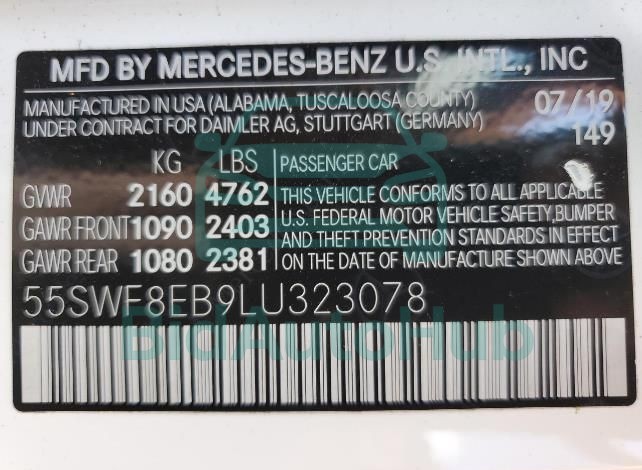 MFD BY MERCEDES-BENZ U.S. INTL., INC
MANUFACTURED IN USA (ALABAMA, TUSCALOOSA COUNTY) 07/19
UNDER CONTRACT FOR DAIMLER AG, STUTTGART (GERMANY) 149
KG LBS
GVWR 2160 4762
GAWR FRONT 1090 2403
GAWR REAR 1080 2381
PASSENGER CAR
THIS VEHICLE CONFORMS TO ALL APPLICABLE
U.S. FEDERAL MOTOR VEHICLE SAFETY,BUMPER
AND THEFT PREVENTION STANDARDS IN EFFECT
ON THE DATE OF MANUFACTURE SHOWN ABOVE
55SWF8EB9LU323078
BidAutoHub